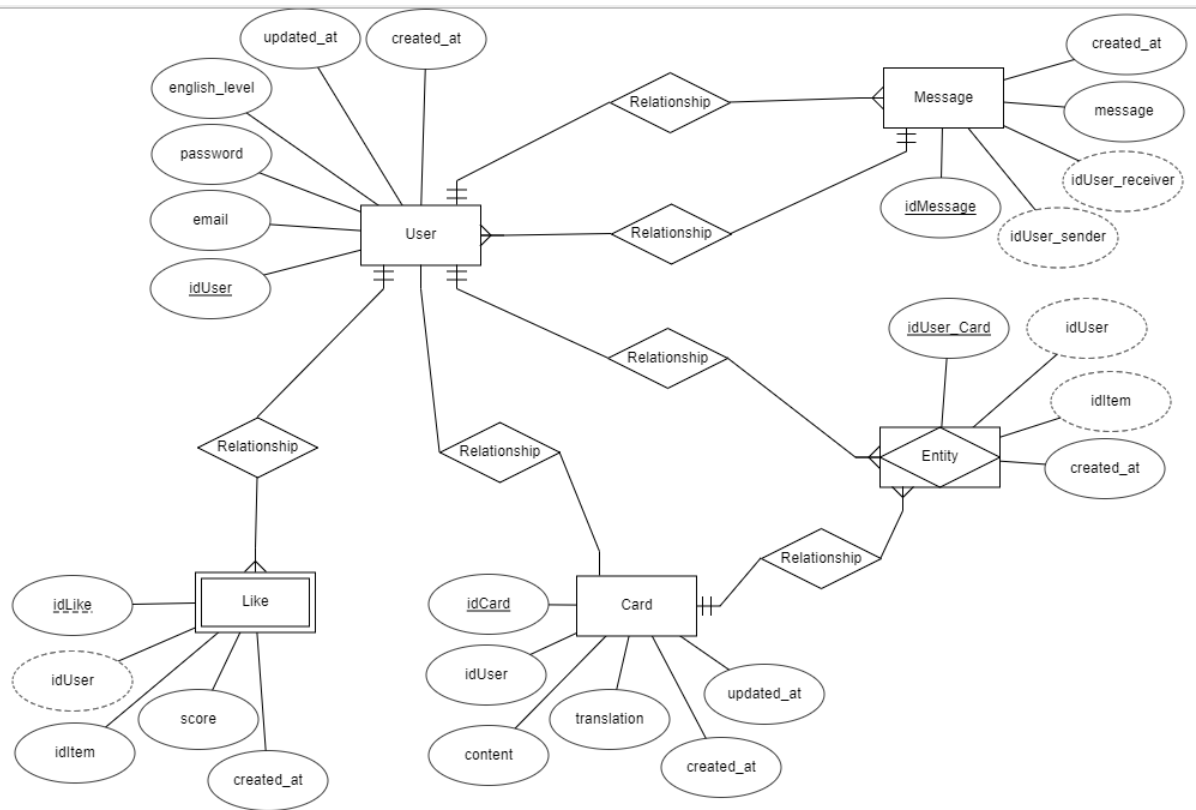 updated_at
created_at
english_level
password
email
idUser
User
Relationship
Message
created_at
message
idUser_receiver
idMessage
idUser_sender
Relationship
Relationship
idUser_Card
idUser
idItem
Entity
created_at
Relationship
Relationship
Relationship
idLike
Like
idUser
score
idItem
created_at
idCard
Card
idUser
translation
updated_at
content
created_at